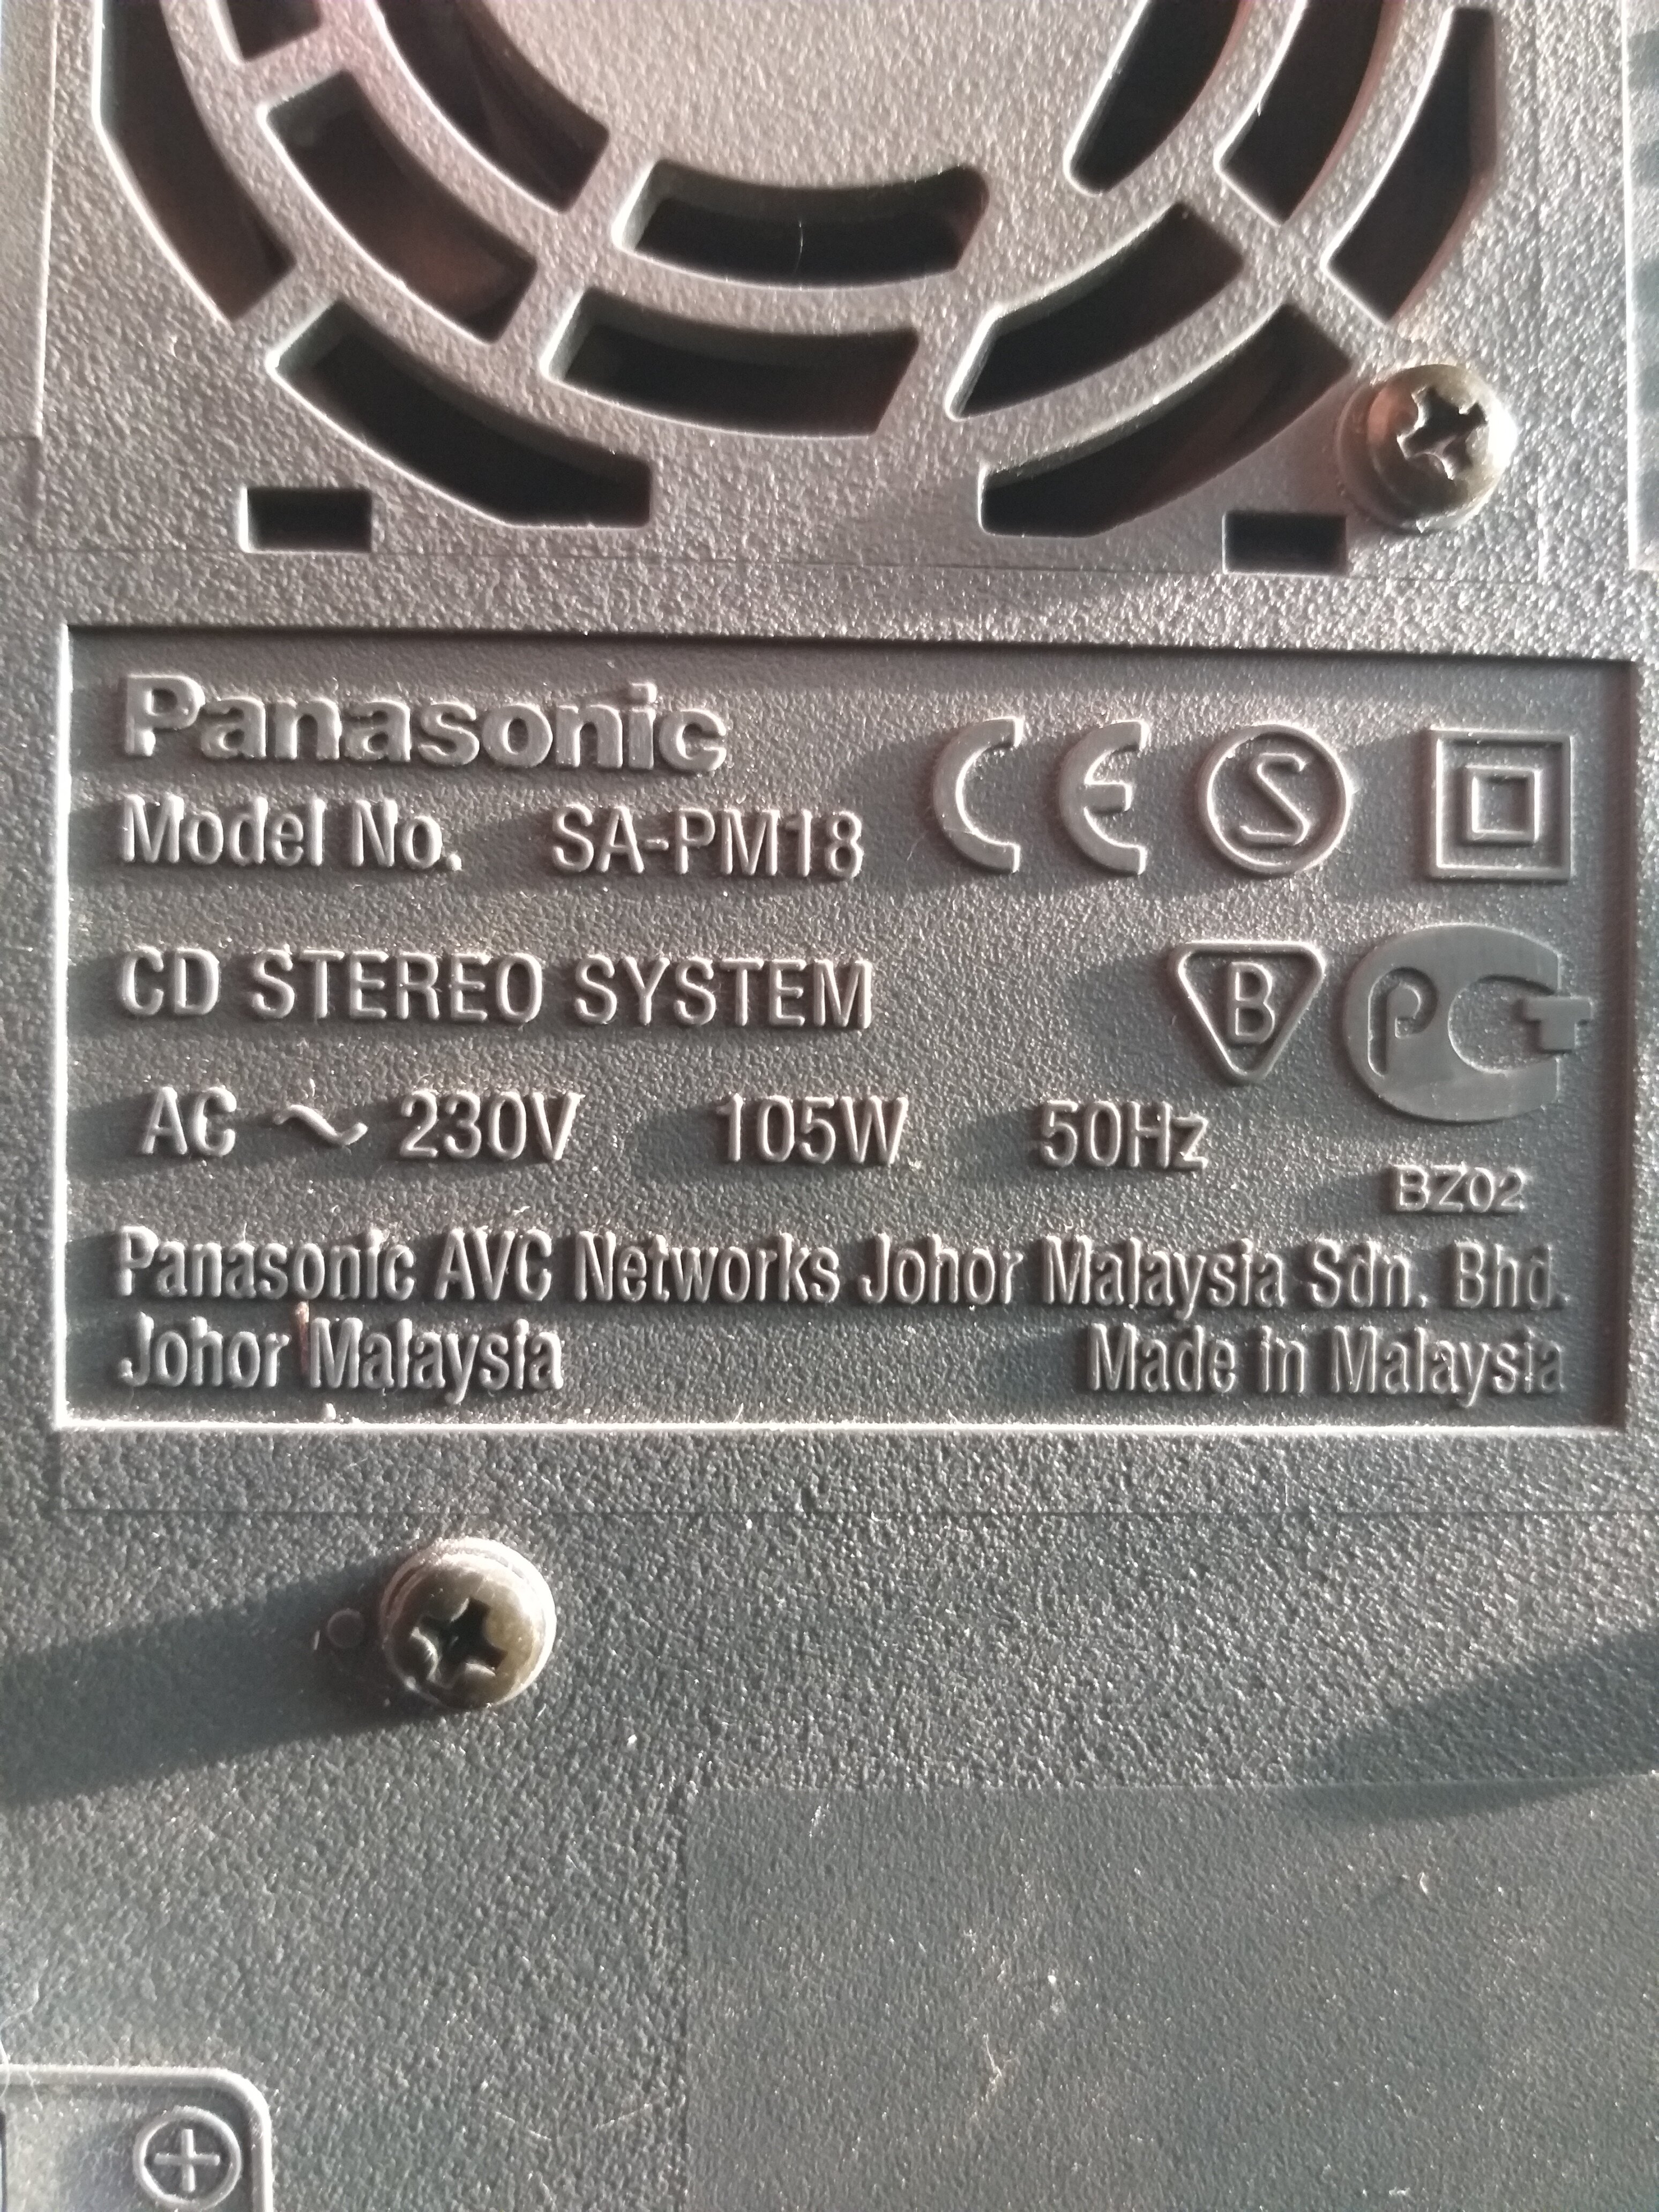 Panasonic
CE S
Model No. SA-PM18
CD STEREO SYSTEM
B PCT
AC ~ 230V 105W 50Hz
BZ02
Panasonic AVC Networks Johor Malaysia Sdn. Bhd.
Johor Malaysia Made in Malaysia
+